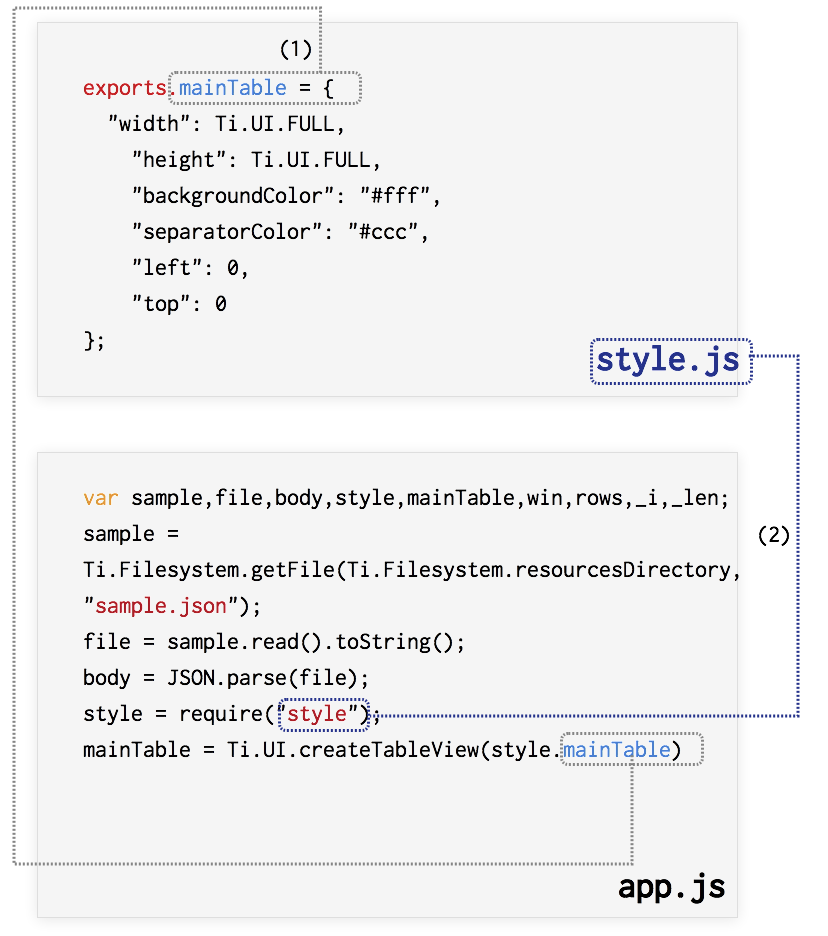 (1)
exports.mainTable = {
"width": Ti.UI.FULL,
"height": Ti.UI.FULL,
"backgroundColor": "#fff",
"separatorColor": "#ccc",
"left": 0,
"top": 0
};
style.js
var sample,file,body,style,mainTable,win,rows,_i,_len;
sample =
(2)
Ti.Filesystem.getFile(Ti.Filesystem.resourcesDirectory,
"sample.json");
file = sample.read().toString();
body = JSON.parse(file);
style = require("style");
mainTable = Ti.UI.createTableView(style.mainTable)
app.js